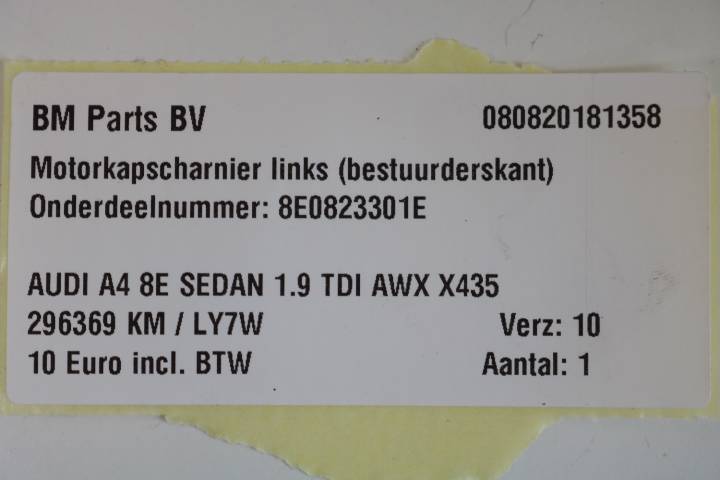 BM Parts BV 080820181358
Motorkapscharnier links (bestuurderskant)
Onderdeelnummer: 8E0823301E
AUDI A4 8E SEDAN 1.9 TDI AWX X435
296369 KM / LY7W Verz: 10
10 Euro incl. BTW Aantal: 1